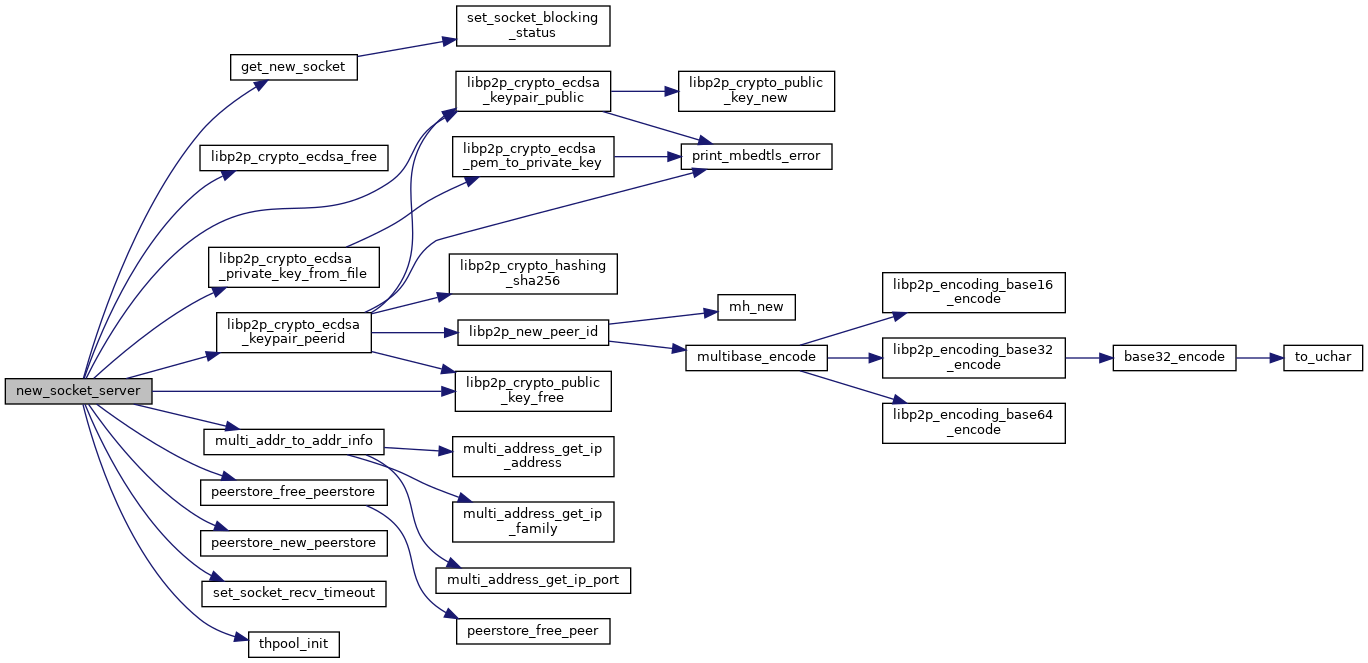 new_socket_server
get_new_socket
set_socket_blocking
_status
libp2p_crypto_ecdsa_free
libp2p_crypto_ecdsa
_keypair_public
libp2p_crypto_public
_key_new
print_mbedtls_error
libp2p_crypto_ecdsa
_private_key_from_file
libp2p_crypto_ecdsa
_pem_to_private_key
libp2p_crypto_ecdsa
_keypair_peerid
libp2p_crypto_hashing
_sha256
libp2p_new_peer_id
mh_new
multibase_encode
libp2p_encoding_base16
_encode
libp2p_encoding_base32
_encode
base32_encode
to_uchar
libp2p_encoding_base64
_encode
libp2p_crypto_public
_key_free
multi_addr_to_addr_info
multi_address_get_ip
_address
multi_address_get_ip
_family
multi_address_get_ip_port
peerstore_free_peerstore
peerstore_free_peer
peerstore_new_peerstore
set_socket_recv_timeout
thpool_init